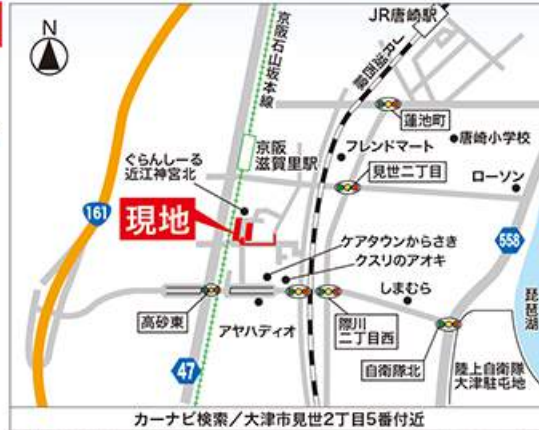 N
JR唐崎駅
京阪石山坂本線
JR湖西線
蓮池町
唐崎小学校
京阪
滋賀里駅
フレンドマート
見世二丁目
ローソン
ぐらんしーる
近江神宮北
161
現地
558
ケアタウンからさき
クスリのアオキ
しまむら
琵琶湖
高砂東
アヤハディオ
際川
二丁目西
自衛隊北
陸上自衛隊
大津駐屯地
47
カーナビ検索／大津市見世2丁目5番付近